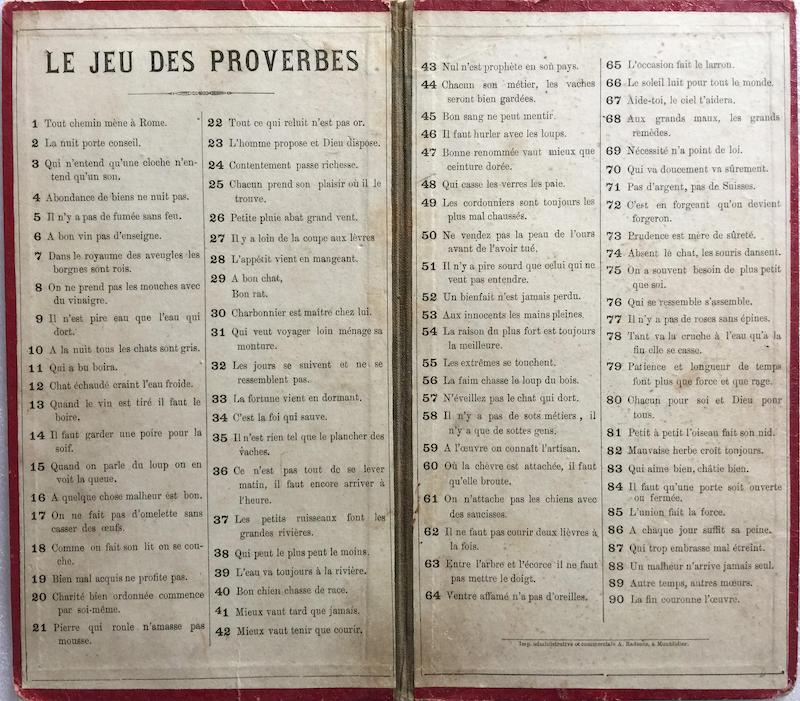 LE JEU DES PROVERBES
1 Tout chemin mène à Rome.
2 La nuit porte conseil.
3 Qui n'entend qu'une cloche n'en-
tend qu'un son.
4 Abondance de biens ne nuit pas.
5 Il n'y a pas de fumée sans feu.
6 A bon vin pas d'enseigne.
7 Dans le royaume des aveugles les
borgnes sont rois.
8 On ne prend pas les mouches avec
du vinaigre.
9 Il n'est pire eau que l'eau qui
dort.
10 A la nuit tous les chats sont gris.
11 Qui a bu boira.
12 Chat échaudé craint l'eau froide.
13 Quand le vin est tiré il faut le
boire.
14 Il faut garder une poire pour la
soif.
15 Quand on parle du loup on en
voit la queue.
16 A quelque chose malheur est bon.
17 On ne fait pas d'omelette sans
casser des œufs.
18 Comme on fait son lit on se cou-
che.
19 Bien mal acquis ne profite pas.
20 Charité bien ordonnée commence
par soi-même.
21 Pierre qui roule n'amasse pas
mousse.
22 Tout ce qui reluit n'est pas or.
23 L'homme propose et Dieu dispose.
24 Contentement passe richesse.
25 Chacun prend son plaisir où il le
trouve.
26 Petite pluie abat grand vent.
27 Il y a loin de la coupe aux lèvres
28 L'appétit vient en mangeant.
29 A bon chat,
Bon rat.
30 Charbonnier est maître chez lui.
31 Qui veut voyager loin ménage sa
monture.
32 Les jours se suivent et ne se
ressemblent pas.
33 La fortune vient en dormant.
34 C'est la foi qui sauve.
35 Il n'est rien tel que le plancher des
vaches.
36 Ce n'est pas tout de se lever
matin, il faut encore arriver à
l'heure.
37 Les petits ruisseaux font les
grandes rivières.
38 Qui peut le plus peut le moins.
39 L'eau va toujours à la rivière.
40 Bon chien chasse de race.
41 Mieux vaut tard que jamais.
42 Mieux vaut tenir que courir.
43 Nul n'est prophète en son pays.
44 Chacun son métier, les vaches
seront bien gardées.
45 Bon sang ne peut mentir.
46 Il faut hurler avec les loups.
47 Bonne renommée vaut mieux que
ceinture dorée.
48 Qui casse les verres les paie.
49 Les cordonniers sont toujours les
plus mal chaussés.
50 Ne vendez pas la peau de l'ours
avant de l'avoir tué.
51 Il n'y a pire sourd que celui qui ne
veut pas entendre.
52 Un bienfait n'est jamais perdu.
53 Aux innocents les mains pleines.
54 La raison du plus fort est toujours
la meilleure.
55 Les extrêmes se touchent.
56 La faim chasse le loup du bois.
57 N'éveillez pas le chat qui dort.
58 Il n'y a pas de sots métiers, il
n'y a que de sottes gens.
59 A l'œuvre on connaît l'artisan.
60 Où la chèvre est attachée, il faut
qu'elle broute.
61 On n'attache pas les chiens avec
des saucisses.
62 Il ne faut pas courir deux lièvres à
la fois.
63 Entre l'arbre et l'écorce il ne faut
pas mettre le doigt.
64 Ventre affamé n'a pas d'oreilles.
65 L'occasion fait le larron.
66 Le soleil luit pour tout le monde.
67 Aide-toi, le ciel t'aidera.
68 Aux grands maux, les grands
remèdes.
69 Nécessité n'a point de loi.
70 Qui va doucement va sûrement.
71 Pas d'argent, pas de Suisses.
72 C'est en forgeant qu'on devient
forgeron.
73 Prudence est mère de sûreté.
74 Absent le chat, les souris dansent.
75 On a souvent besoin de plus petit
que soi.
76 Qui se ressemble s'assemble.
77 Il n'y a pas de roses sans épines.
78 Tant va la cruche à l'eau qu'à la
fin elle se casse.
79 Patience et longueur de temps
font plus que force et que rage.
80 Chacun pour soi et Dieu pour
tous.
81 Petit à petit l'oiseau fait son nid.
82 Mauvaise herbe croît toujours.
83 Qui aime bien, châtie bien.
84 Il faut qu'une porte soit ouverte
ou fermée.
85 L'union fait la force.
86 A chaque jour suffit sa peine.
87 Qui trop embrasse mal étreint.
88 Un malheur n'arrive jamais seul.
89 Autre temps, autres mœurs.
90 La fin couronne l'œuvre.
Imp. administrative et commerciale A. Radenez, à Montdidier.